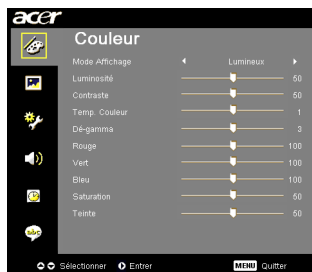 acer
Couleur
Mode Affichage Lumineux
Luminosité 50
Contraste 50
Temp. Couleur 1
Dé-gamma 3
Rouge 100
Vert 100
Bleu 100
Saturation 50
Teinte 50
abc
Sélectionner Entrer MENU Quitter